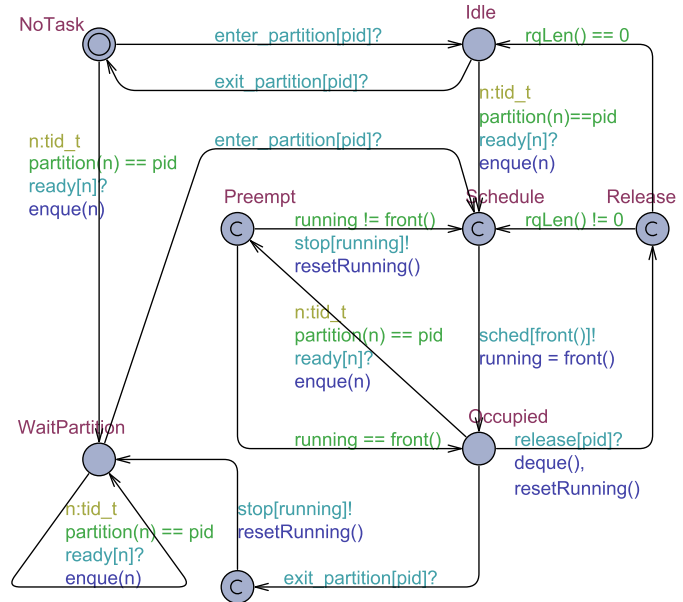 NoTask
Idle
enter_partition[pid]?
rqLen() == 0
exit_partition[pid]?
n:tid_t
partition(n)==pid
ready[n]?
enque(n)
n:tid_t
partition(n) == pid
ready[n]?
enque(n)
enter_partition[pid]?
Preempt
Schedule
Release
running != front()
stop[running]!
resetRunning()
rqLen() != 0
C
C
C
n:tid_t
partition(n) == pid
ready[n]?
enque(n)
sched[front()]!
running = front()
WaitPartition
Occupied
running == front()
release[pid]?
deque(),
resetRunning()
n:tid_t
partition(n) == pid
ready[n]?
enque(n)
stop[running]!
resetRunning()
exit_partition[pid]?
C